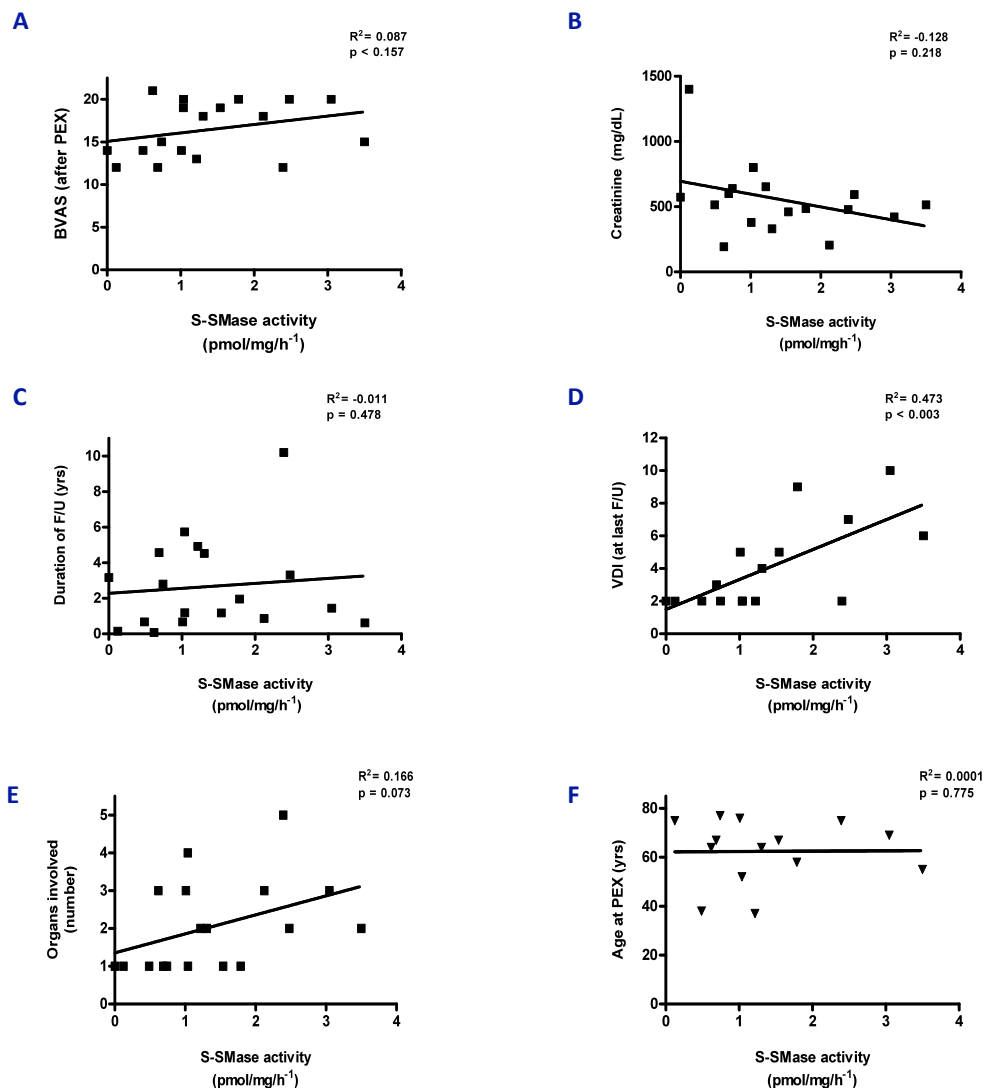 A
R²= 0.087
p < 0.157
BVAS (after PEX)
20
15
10
5
0
0 1 2 3 4
S-SMase activity
(pmol/mg/h⁻¹)
B
R²= -0.128
p = 0.218
Creatinine (mg/dL)
1500
1000
500
0
0 1 2 3 4
S-SMase activity
(pmol/mgh⁻¹)
C
R²= -0.011
p = 0.478
Duration of F/U (yrs)
10
8
6
4
2
0
0 1 2 3 4
S-SMase activity
(pmol/mg/h⁻¹)
D
R²= 0.473
p < 0.003
VDI (at last F/U)
12
10
8
6
4
2
0
0 1 2 3 4
S-SMase activity
(pmol/mg/h⁻¹)
E
R²= 0.166
p = 0.073
Organs involved
(number)
5
4
3
2
1
0
0 1 2 3 4
S-SMase activity
(pmol/mg/h⁻¹)
F
R²= 0.0001
p = 0.775
Age at PEX (yrs)
80
60
40
20
0
0 1 2 3 4
S-SMase activity
(pmol/mg/h⁻¹)